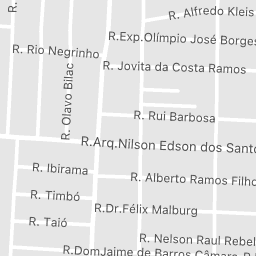 R. Alfredo Kleis
R.Exp.Olímpio José Borges
R. Rio Negrinho
R. Jovita da Costa Ramos
R. Olavo Bilac
R. Rui Barbosa
R.Arq.Nilson Edson dos Santo
R. Ibirama
R. Alberto Ramos Filho
R. Timbó
R.Dr.Félix Malburg
R. Taió
R. Nelson Raul Rebel
R.DomJaime de Barros Câmara